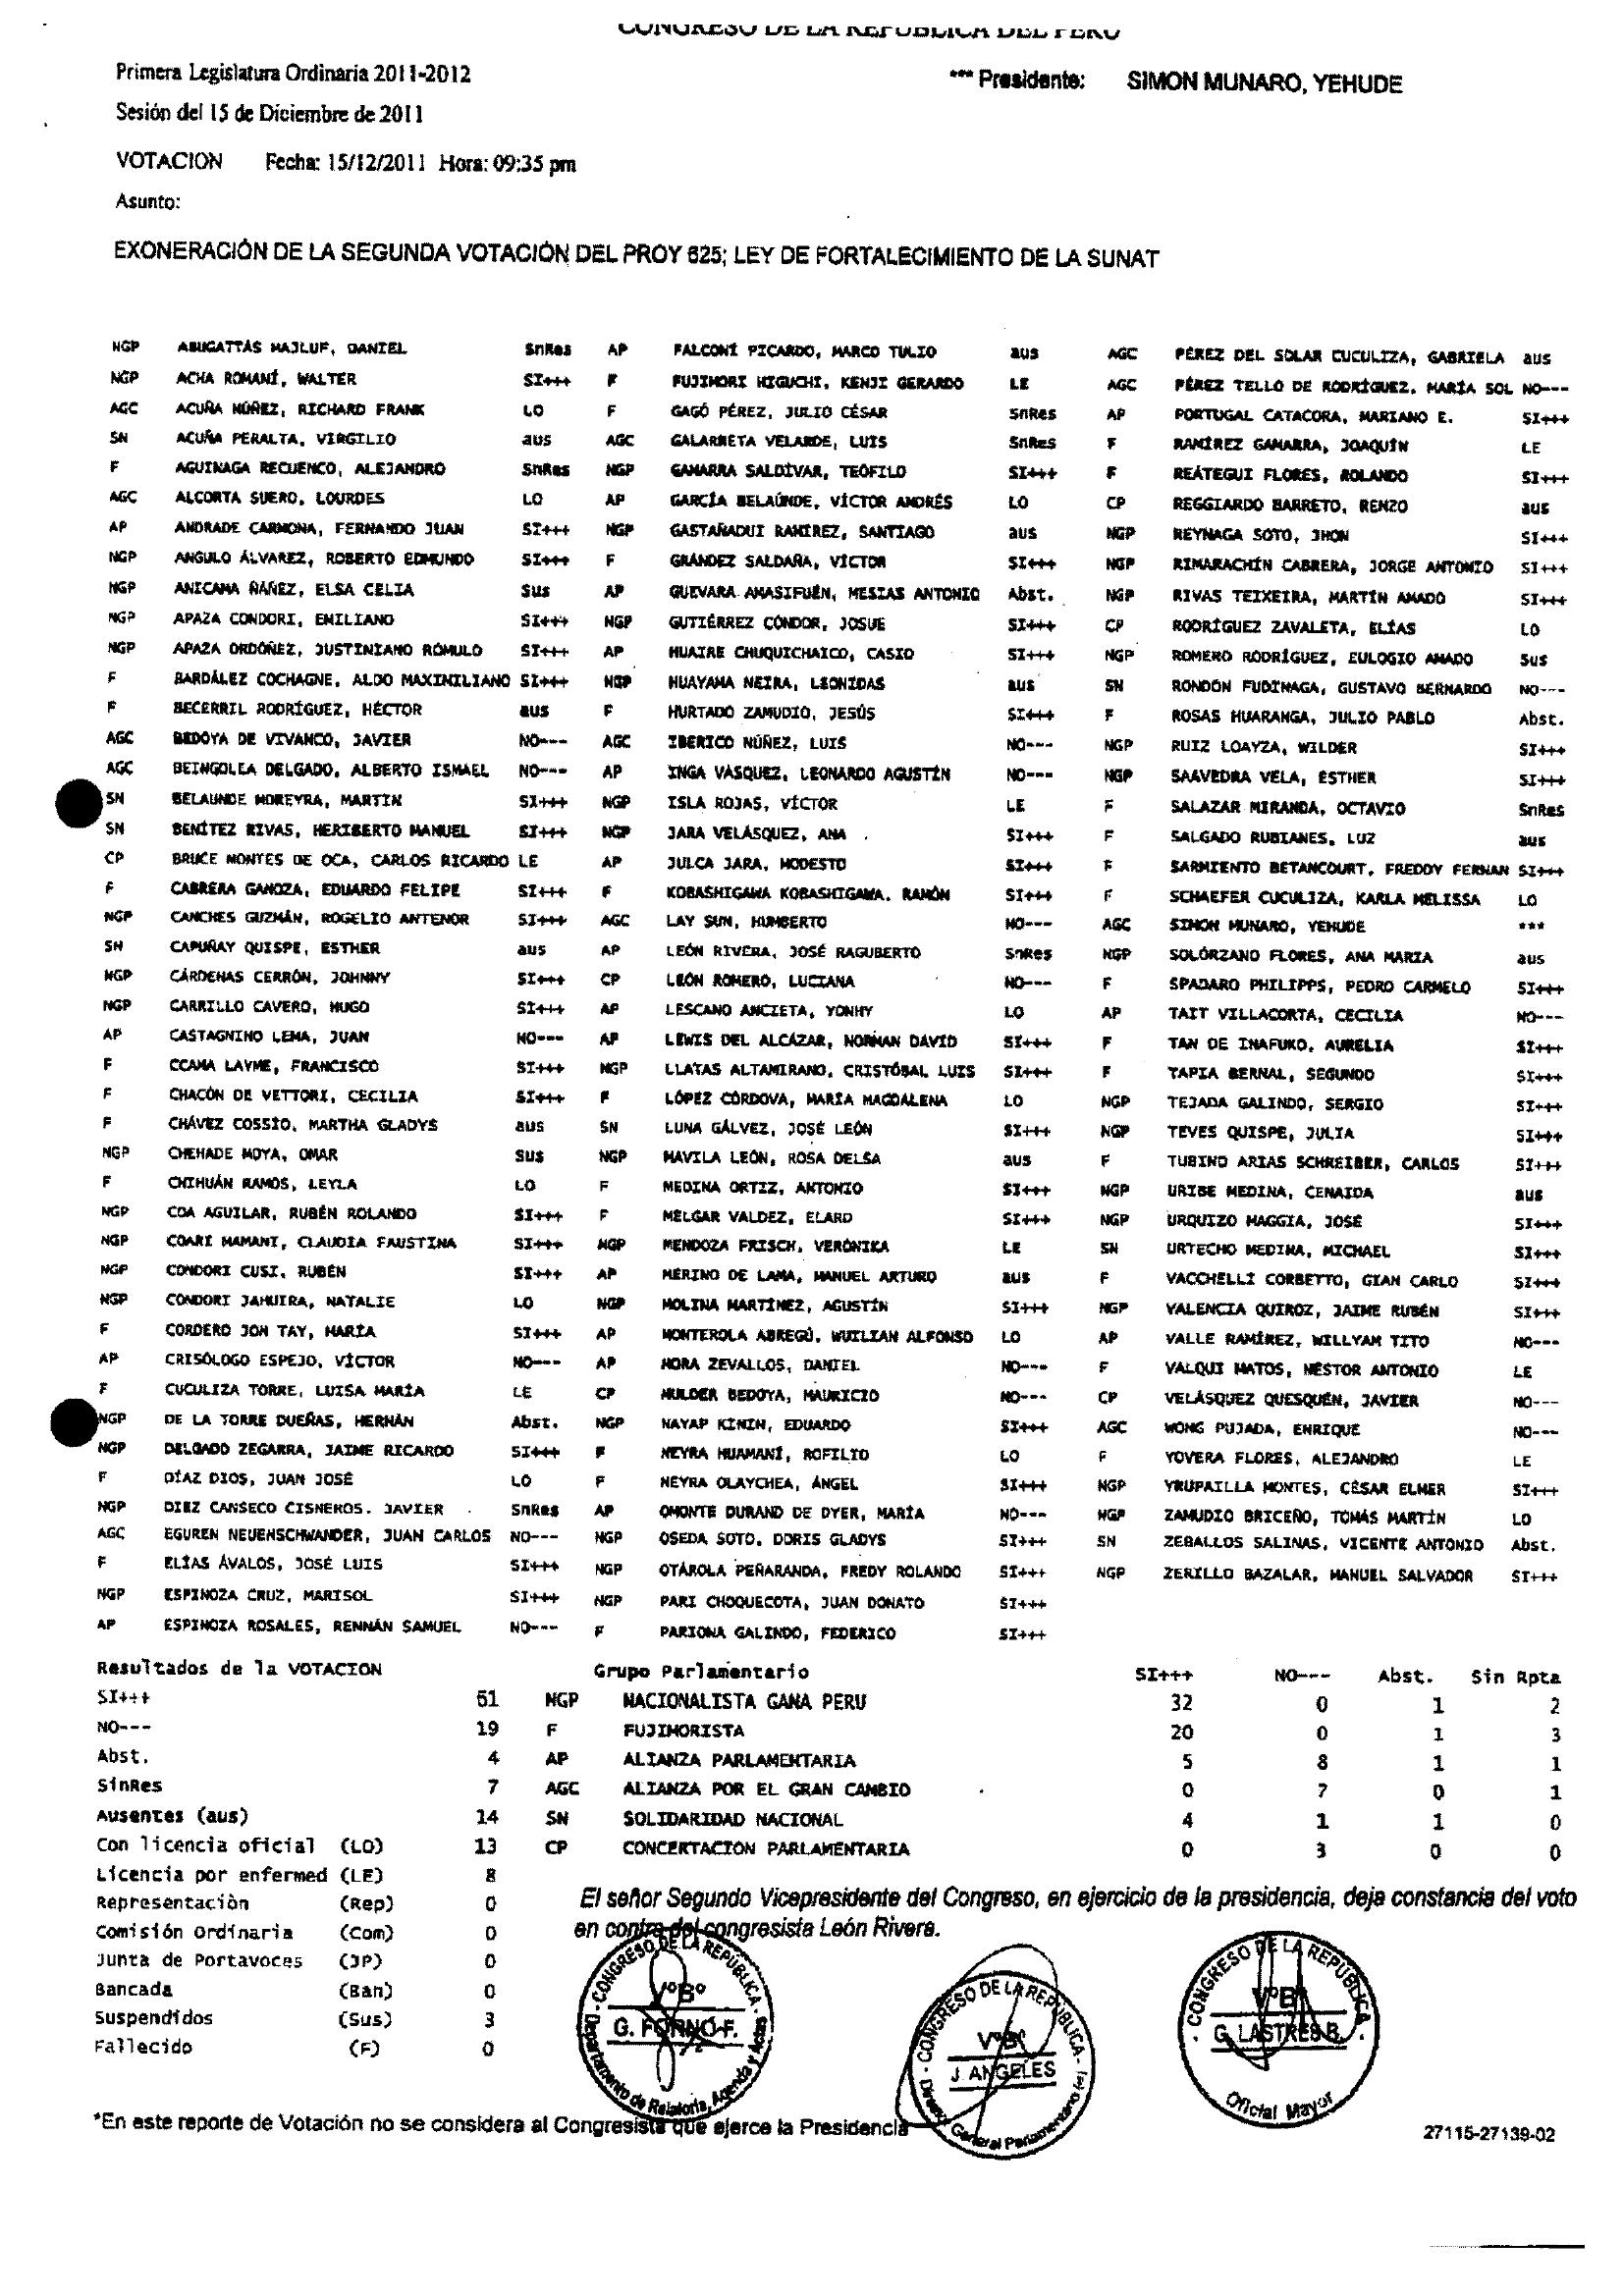 CONGRESO DE LA REPUBLICA DEL PERU
Primera Legislatura Ordinaria 2011-2012
*** Presidente: SIMON MUNARO, YEHUDE
Sesión del 15 de Diciembre de 2011
VOTACION Fecha: 15/12/2011 Hora: 09:35 pm
Asunto:
EXONERACIÓN DE LA SEGUNDA VOTACIÓN DEL PROY 625; LEY DE FORTALECIMIENTO DE LA SUNAT
NGP ABUGATTÁS MAJLUF, DANIEL SnRes
NGP ACHA ROMANÍ, WALTER SI+++
AGC ACUÑA NÚÑEZ, RICHARD FRANK LO
SN ACUÑA PERALTA, VIRGILIO aus
F AGUINAGA RECUENCO, ALEJANDRO SnRes
AGC ALCORTA SUERO, LOURDES LO
AP ANDRADE CARMONA, FERNANDO JUAN SI+++
NGP ANGULO ÁLVAREZ, ROBERTO EDMUNDO SI+++
NGP ANICAMA ÑÁÑEZ, ELSA CELIA Sus
NGP APAZA CONDORI, EMILIANO SI+++
NGP APAZA ORDÓÑEZ, JUSTINIANO RÓMULO SI+++
F BARDÁLEZ COCHAGNE, ALDO MAXIMILIANO SI+++
F BECERRIL RODRÍGUEZ, HÉCTOR aus
AGC BEDOYA DE VIVANCO, JAVIER NO---
AGC BEINGOLEA DELGADO, ALBERTO ISMAEL NO---
SN BELAUNDE MOREYRA, MARTÍN SI+++
SN BENÍTEZ RIVAS, HERIBERTO MANUEL SI+++
CP BRUCE MONTES DE OCA, CARLOS RICARDO LE
F CABRERA GANOZA, EDUARDO FELIPE SI+++
NGP CANCHES GUZMÁN, ROGELIO ANTENOR SI+++
SN CAPUÑAY QUISPE, ESTHER aus
NGP CÁRDENAS CERRÓN, JOHNNY SI+++
NGP CARRILLO CAVERO, HUGO SI+++
AP CASTAGNINO LEMA, JUAN NO---
F CCAMA LAYME, FRANCISCO SI+++
F CHACÓN DE VETTORI, CECILIA SI+++
F CHÁVEZ COSSÍO, MARTHA GLADYS aus
NGP CHEHADE MOYA, OMAR Sus
F CHIHUÁN RAMOS, LEYLA LO
NGP COA AGUILAR, RUBÉN ROLANDO SI+++
NGP COARI MAMANI, CLAUDIA FAUSTINA SI+++
NGP CONDORI CUSI, RUBÉN SI+++
NGP CONDORI JAHUIRA, NATALIE LO
F CORDERO JON TAY, MARÍA SI+++
AP CRISÓLOGO ESPEJO, VÍCTOR NO---
F CUCULIZA TORRE, LUISA MARÍA LE
NGP DE LA TORRE DUEÑAS, HERNÁN Abst.
NGP DELGADO ZEGARRA, JAIME RICARDO SI+++
F DÍAZ DIOS, JUAN JOSÉ LO
NGP DIEZ CANSECO CISNEROS. JAVIER SnRes
AGC EGUREN NEUENSCHWANDER, JUAN CARLOS NO---
F ELÍAS ÁVALOS, JOSÉ LUIS SI+++
NGP ESPINOZA CRUZ, MARISOL SI+++
AP ESPINOZA ROSALES, RENNÁN SAMUEL NO---
AP FALCONÍ PICARDO, MARCO TULIO aus
F FUJIMORI HIGUCHI, KENJI GERARDO LE
F GAGÓ PÉREZ, JULIO CÉSAR SnRes
AGC GALARRETA VELARDE, LUIS SnRes
NGP GAMARRA SALDÍVAR, TEÓFILO SI+++
AP GARCÍA BELAÚNDE, VÍCTOR ANDRÉS LO
NGP GASTAÑADUI RAMÍREZ, SANTIAGO aus
F GRÁNDEZ SALDAÑA, VÍCTOR SI+++
AP GUEVARA AMASIFUÉN, MESIAS ANTONIO Abst.
NGP GUTIÉRREZ CÓNDOR, JOSUE SI+++
AP HUAIRE CHUQUICHAICO, CASIO SI+++
NGP HUAYAMA NEIRA, LEONIDAS aus
F HURTADO ZAMUDIO, JESÚS SI+++
AGC IBERICO NÚÑEZ, LUIS NO---
AP INGA VÁSQUEZ, LEONARDO AGUSTÍN NO---
NGP ISLA ROJAS, VÍCTOR LE
NGP JARA VELÁSQUEZ, ANA SI+++
AP JULCA JARA, MODESTO SI+++
F KOBASHIGAWA KOBASHIGAWA. RAMÓN SI+++
AGC LAY SUN, HUMBERTO NO---
AP LEÓN RIVERA, JOSÉ RAGUBERTO SnRes
CP LEÓN ROMERO, LUCIANA NO---
AP LESCANO ANCIETA, YONHY LO
AP LEWIS DEL ALCÁZAR, NORMAN DAVID SI+++
NGP LLATAS ALTAMIRANO, CRISTÓBAL LUIS SI+++
F LÓPEZ CÓRDOVA, MARÍA MAGDALENA LO
SN LUNA GÁLVEZ, JOSÉ LEÓN SI+++
NGP MAVILA LEÓN, ROSA DELSA aus
F MEDINA ORTIZ, ANTONIO SI+++
F MELGAR VALDEZ, ELARD SI+++
NGP MENDOZA FRISCH, VERÓNIKA LE
AP MERINO DE LAMA, MANUEL ARTURO aus
NGP MOLINA MARTÍNEZ, AGUSTÍN SI+++
AP MONTEROLA ABREGÚ, WUILIAN ALFONSO LO
AP MORA ZEVALLOS, DANIEL NO---
CP MULDER BEDOYA, MAURICIO NO---
NGP NAYAP KININ, EDUARDO SI+++
F NEYRA HUAMANÍ, ROFILIO LO
F NEYRA OLAYCHEA, ÁNGEL SI+++
AP OMONTE DURAND DE DYER, MARÍA NO---
NGP OSEDA SOTO, DORIS GLADYS SI+++
NGP OTÁROLA PEÑARANDA, FREDY ROLANDO SI+++
NGP PARI CHOQUECOTA, JUAN DONATO SI+++
F PARIONA GALINDO, FEDERICO SI+++
AGC PÉREZ DEL SOLAR CUCULIZA, GABRIELA aus
AGC PÉREZ TELLO DE RODRÍGUEZ, MARÍA SOL NO---
AP PORTUGAL CATACORA, MARIANO E. SI+++
F RAMÍREZ GAMARRA, JOAQUÍN LE
F REÁTEGUI FLORES, ROLANDO SI+++
CP REGGIARDO BARRETO, RENZO aus
NGP REYNAGA SOTO, JHON SI+++
NGP RIMARACHÍN CABRERA, JORGE ANTONIO SI+++
NGP RIVAS TEIXEIRA, MARTÍN AMADO SI+++
CP RODRÍGUEZ ZAVALETA, ELÍAS LO
NGP ROMERO RODRÍGUEZ, EULOGIO AMADO Sus
SN RONDÓN FUDINAGA, GUSTAVO BERNARDO NO---
F ROSAS HUARANGA, JULIO PABLO Abst.
NGP RUIZ LOAYZA, WILDER SI+++
NGP SAAVEDRA VELA, ESTHER SI+++
F SALAZAR MIRANDA, OCTAVIO SnRes
F SALGADO RUBIANES, LUZ aus
F SARMIENTO BETANCOURT, FREDDY FERNAN SI+++
F SCHAEFER CUCULIZA, KARLA MELISSA LO
AGC SIMON MUNARO, YEHUDE ***
NGP SOLÓRZANO FLORES, ANA MARIA aus
F SPADARO PHILIPPS, PEDRO CARMELO SI+++
AP TAIT VILLACORTA, CECILIA NO---
F TAN DE INAFUKO, AURELIA SI+++
F TAPIA BERNAL, SEGUNDO SI+++
NGP TEJADA GALINDO, SERGIO SI+++
NGP TEVES QUISPE, JULIA SI+++
F TUBINO ARIAS SCHREIBER, CARLOS SI+++
NGP URIBE MEDINA, CENAIDA aus
NGP URQUIZO MAGGIA, JOSÉ SI+++
SN URTECHO MEDINA, MICHAEL SI+++
F VACCHELLI CORBETTO, GIAN CARLO SI+++
NGP VALENCIA QUIROZ, JAIME RUBÉN SI+++
AP VALLE RAMÍREZ, WILLYAM TITO NO---
F VALQUI MATOS, NÉSTOR ANTONIO LE
CP VELÁSQUEZ QUESQUÉN, JAVIER NO---
AGC WONG PUJADA, ENRIQUE NO---
F YOVERA FLORES, ALEJANDRO LE
NGP YRUPAILLA MONTES, CÉSAR ELMER SI+++
NGP ZAMUDIO BRICEÑO, TOMÁS MARTÍN LO
SN ZEBALLOS SALINAS, VICENTE ANTONIO Abst.
NGP ZERILLO BAZALAR, MANUEL SALVADOR SI+++
Resultados de la VOTACION
SI+++ 61
NO--- 19
Abst. 4
SinRes 7
Ausentes (aus) 14
Con licencia oficial (LO) 13
Licencia por enfermed (LE) 8
Representación (Rep) 0
Comisión Ordinaria (Com) 0
Junta de Portavoces (JP) 0
Bancada (Ban) 0
Suspendidos (Sus) 3
Fallecido (F) 0
Grupo Parlamentario SI+++ NO--- Abst. Sin Rpta
NGP NACIONALISTA GANA PERU 32 0 1 2
F FUJIMORISTA 20 0 1 3
AP ALIANZA PARLAMENTARIA 5 8 1 1
AGC ALIANZA POR EL GRAN CAMBIO 0 7 0 1
SN SOLIDARIDAD NACIONAL 4 1 1 0
CP CONCERTACION PARLAMENTARIA 0 3 0 0
El señor Segundo Vicepresidente del Congreso, en ejercicio de la presidencia, deja constancia del voto
en contra del congresista León Rivera.
CONGRESO DE LA REPÚBLICA
VºBº
G. FORNO F.
Departamento de Relatoría, Agenda y Actas
CONGRESO DE LA REPÚBLICA
VºBº
J. ANGELES
Director General Parlamentario (e)
CONGRESO DE LA REPÚBLICA
VºBº
G. LASTRES B.
Oficial Mayor
*En este reporte de Votación no se considera al Congresista que ejerce la Presidencia
27115-27139-02